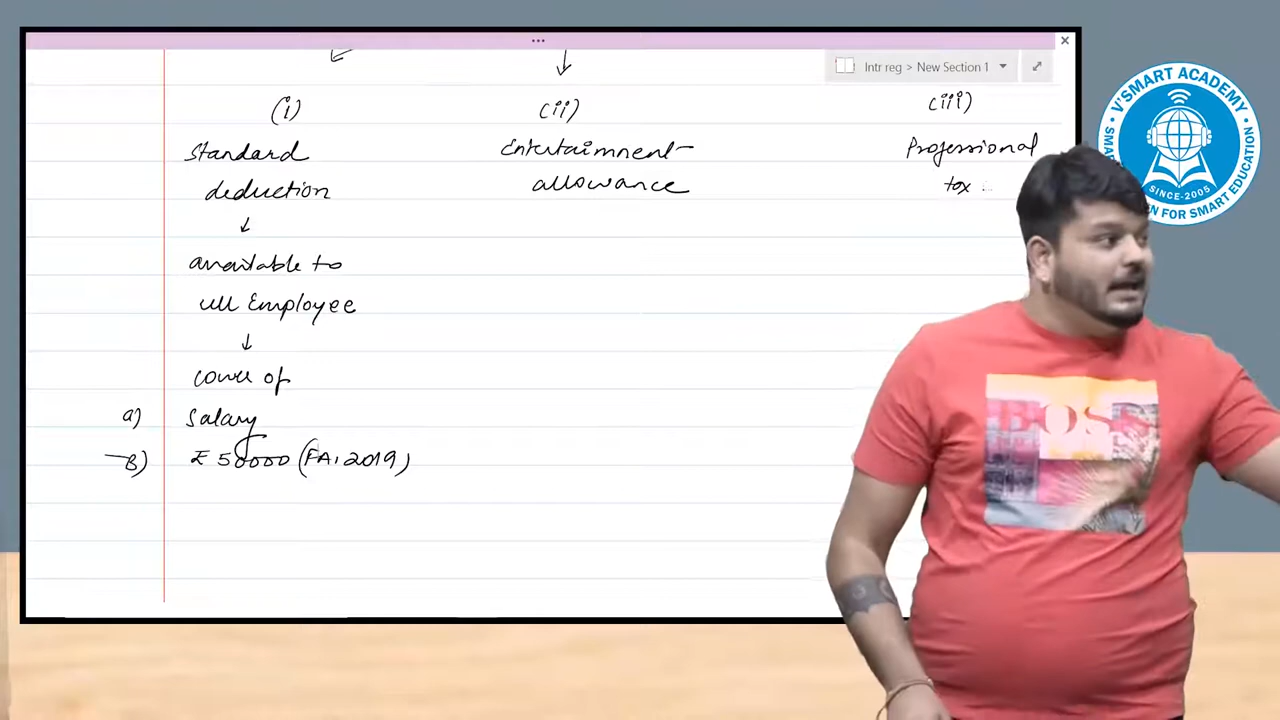 Intr reg > New Section 1
(i)
(ii)
(iii)
Standard
deduction
Entertainment
allowance
Professional
tax
↓
available to
all Employee
↓
Lower of
a) Salary
B) ₹ 50000 (FA, 2019)
V'SMART ACADEMY
SINCE-2005
EN FOR SMART EDUCATION